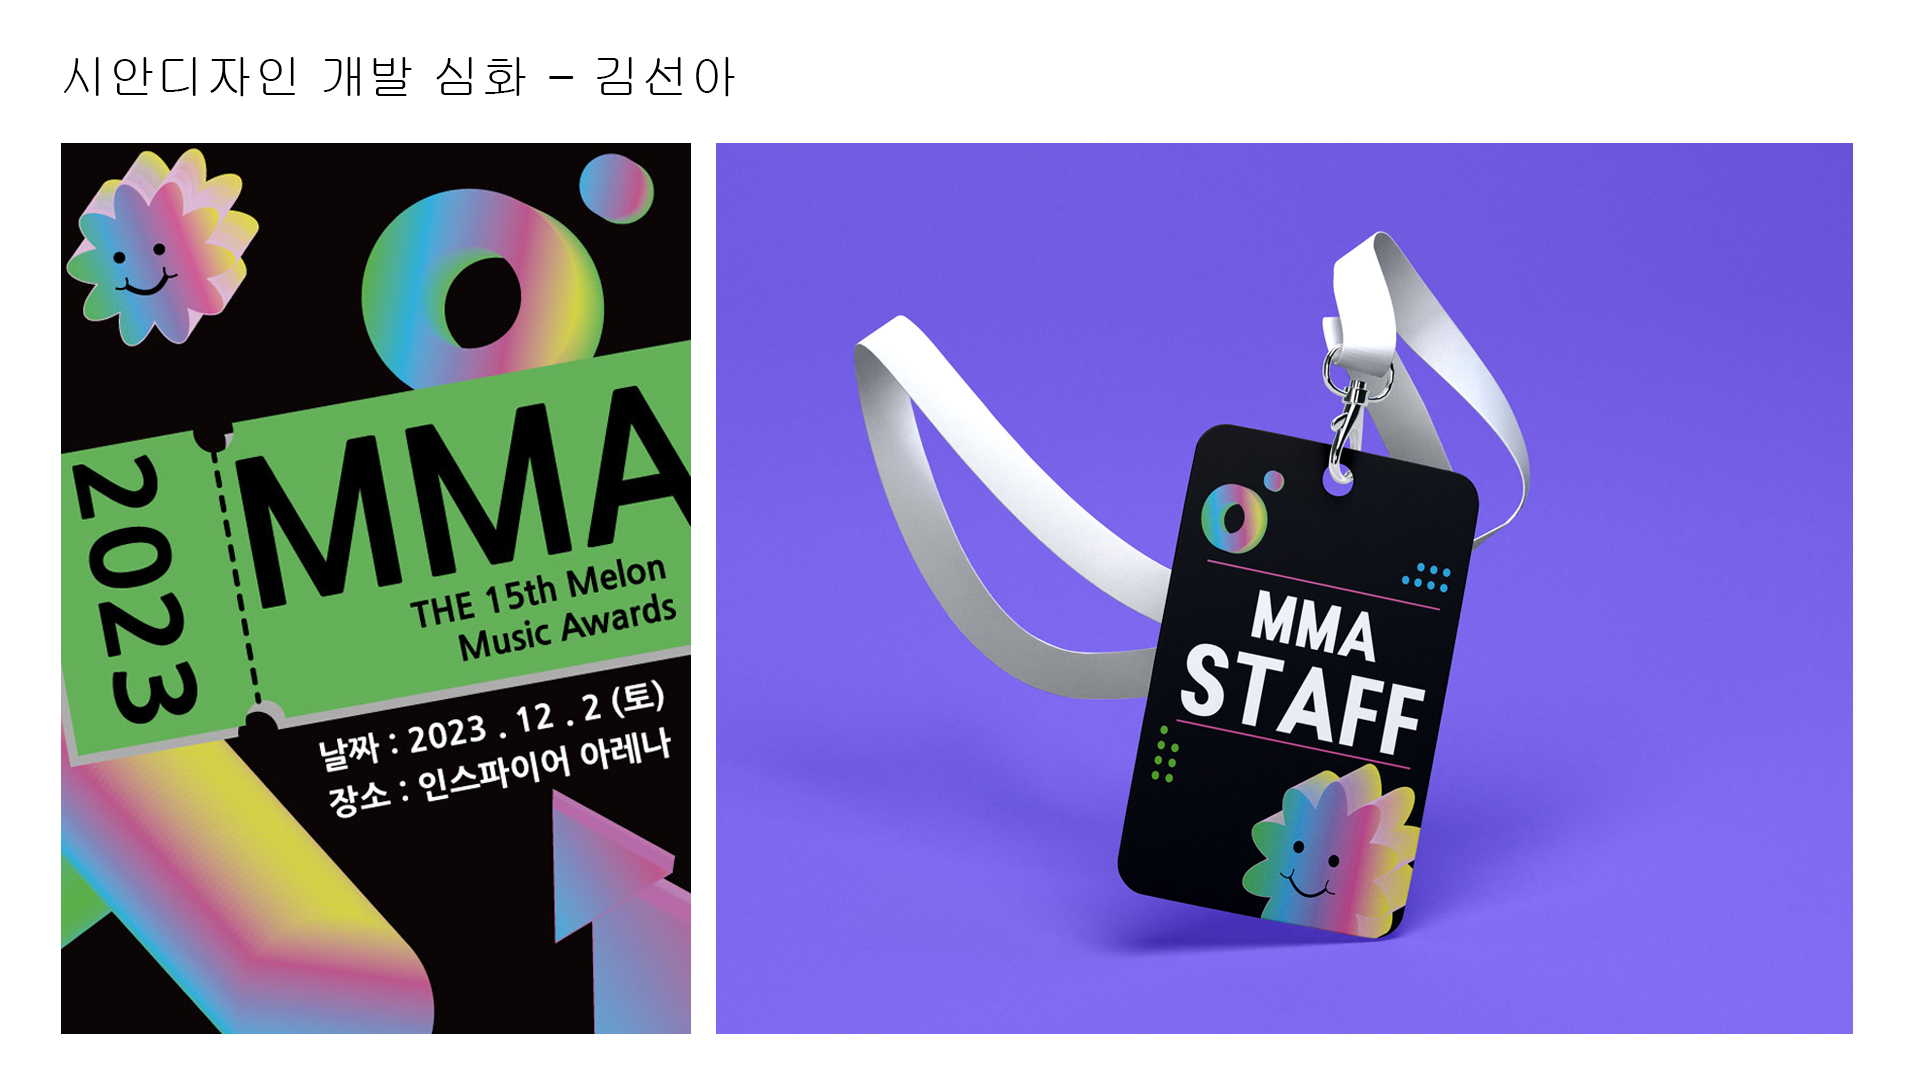 시안디자인 개발 심화 – 김선아
2023
MMA
THE 15th Melon
Music Awards
날짜 : 2023 . 12 . 2 (토)
장소 : 인스파이어 아레나
MMA
STAFF